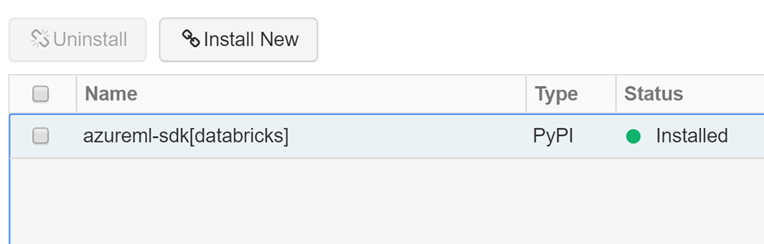 Uninstall Install New
Name Type Status
azureml-sdk[databricks] PyPI Installed